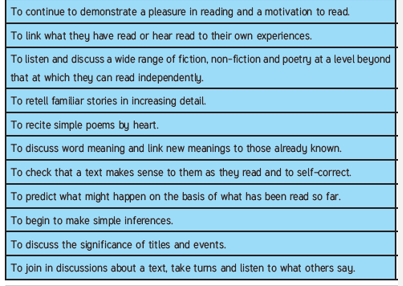 To continue to demonstrate a pleasure in reading and a motivation to read.
To link what they have read or hear read to their own experiences.
To listen and discuss a wide range of fiction, non-fiction and poetry at a level beyond
that at which they can read independently.
To retell familiar stories in increasing detail.
To recite simple poems by heart.
To discuss word meaning and link new meanings to those already known.
To check that a text makes sense to them as they read and to self-correct.
To predict what might happen on the basis of what has been read so far.
To begin to make simple inferences.
To discuss the significance of titles and events.
To join in discussions about a text, take turns and listen to what others say.